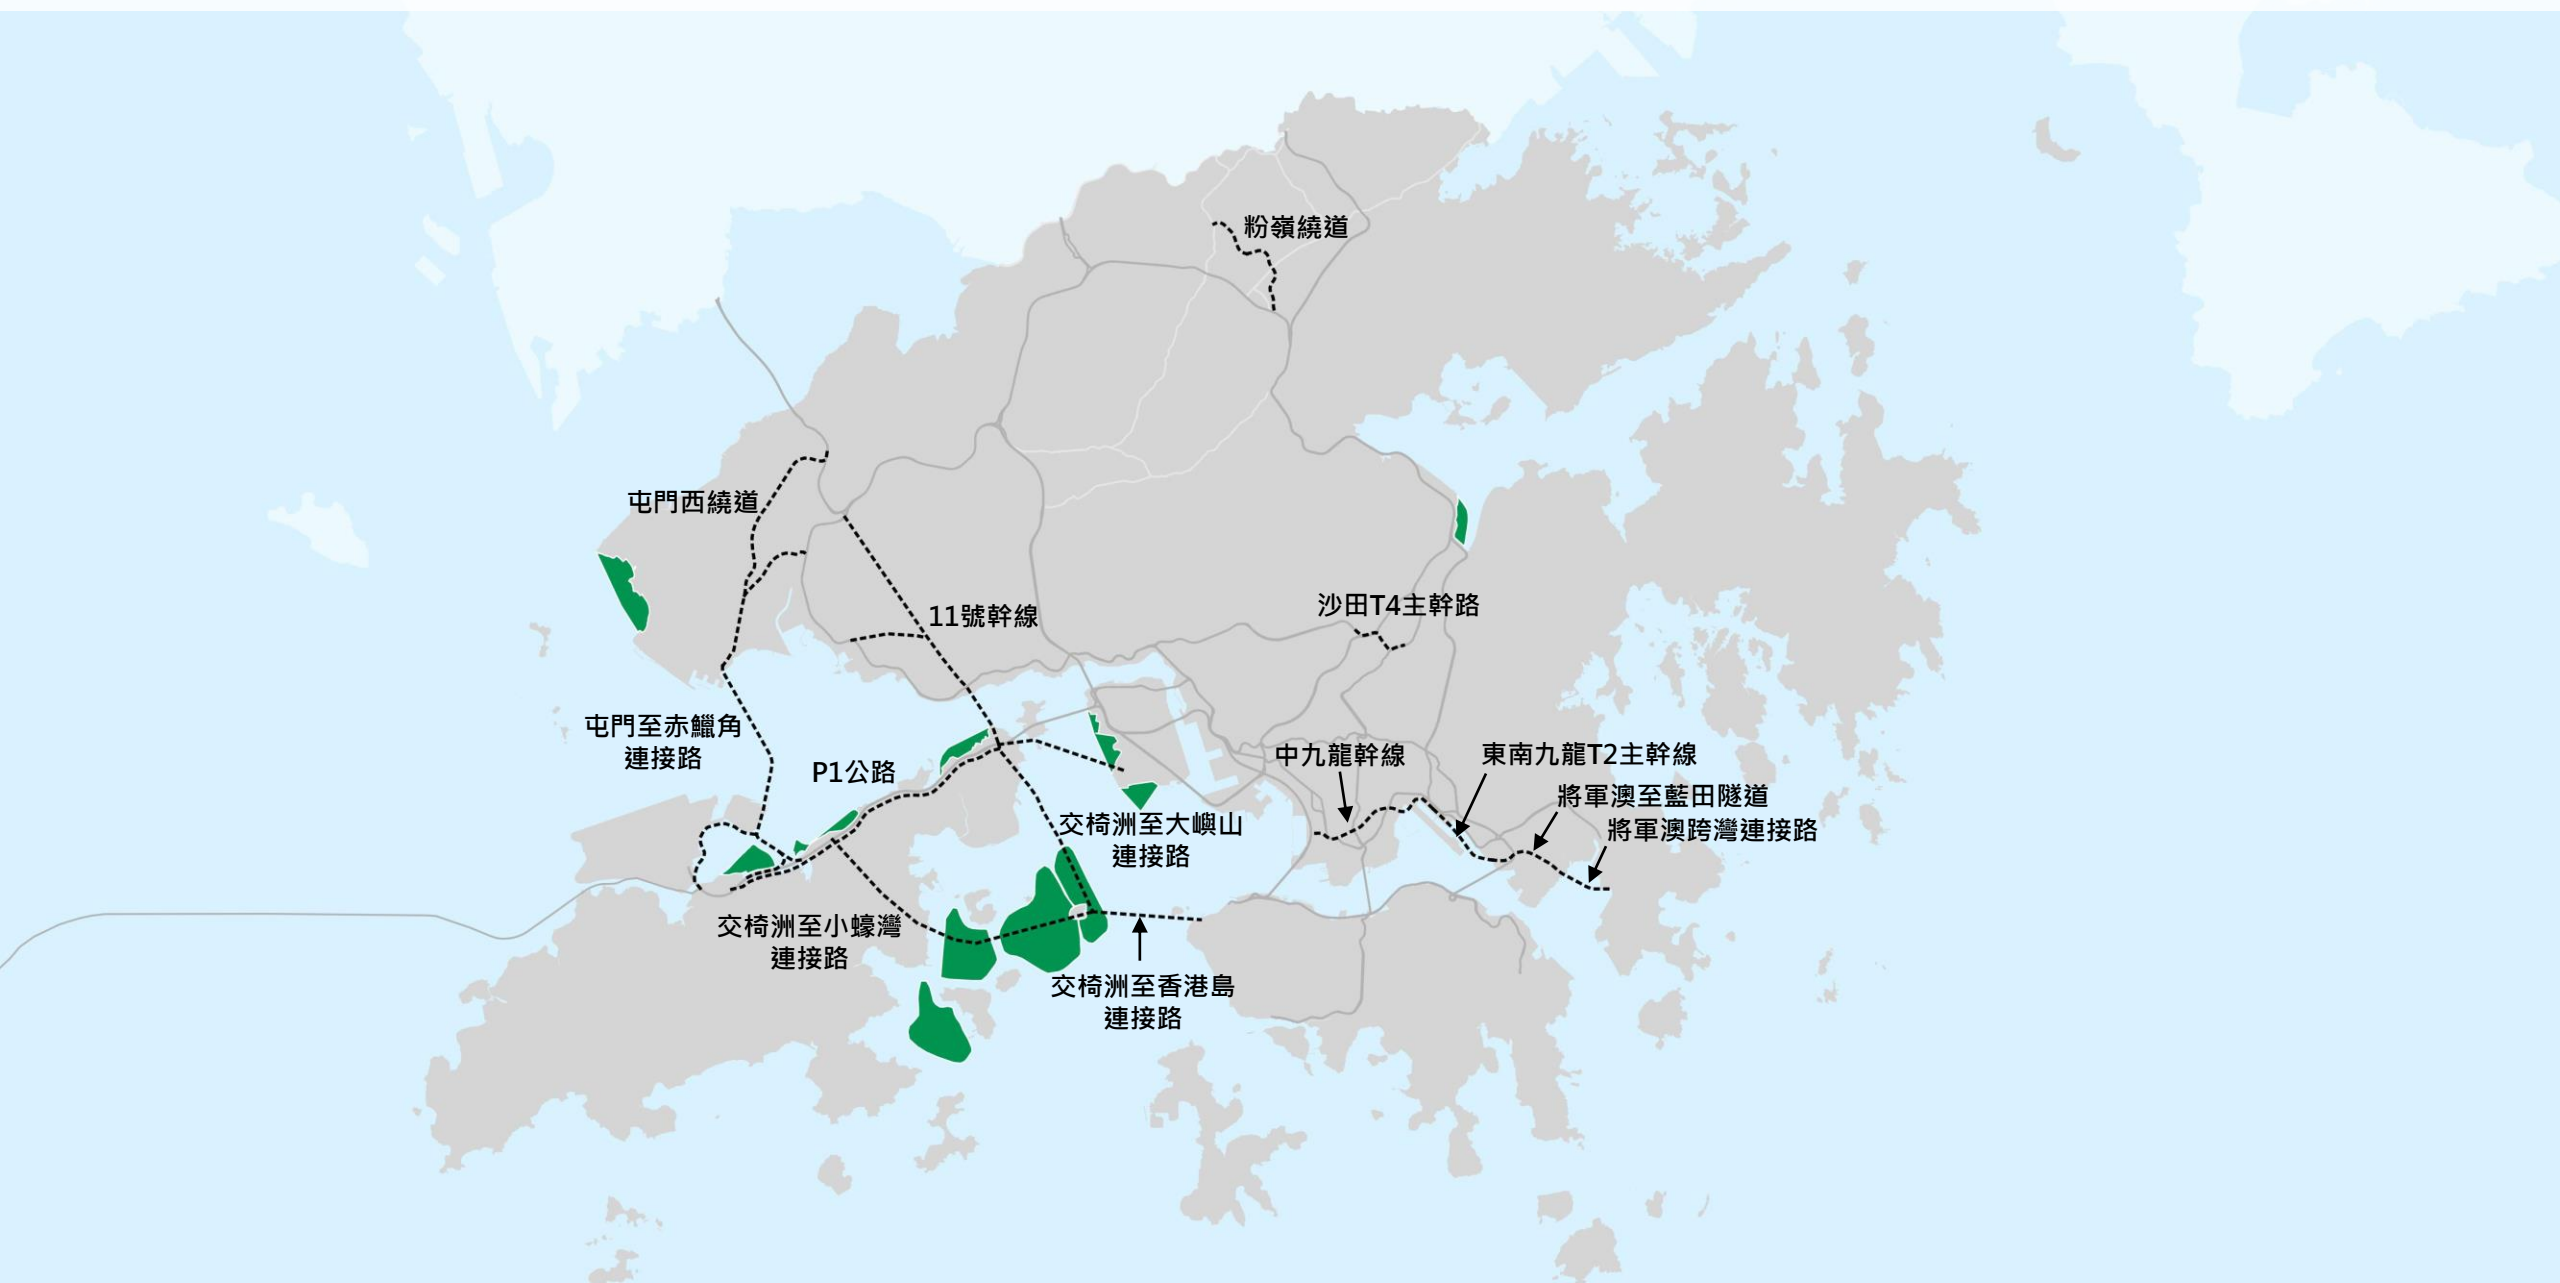 粉嶺繞道
屯門西繞道
11號幹線
沙田T4主幹路
屯門至赤鱲角
連接路
P1公路
中九龍幹線
東南九龍T2主幹線
將軍澳至藍田隧道
將軍澳跨灣連接路
交椅洲至大嶼山
連接路
交椅洲至小蠔灣
連接路
交椅洲至香港島
連接路